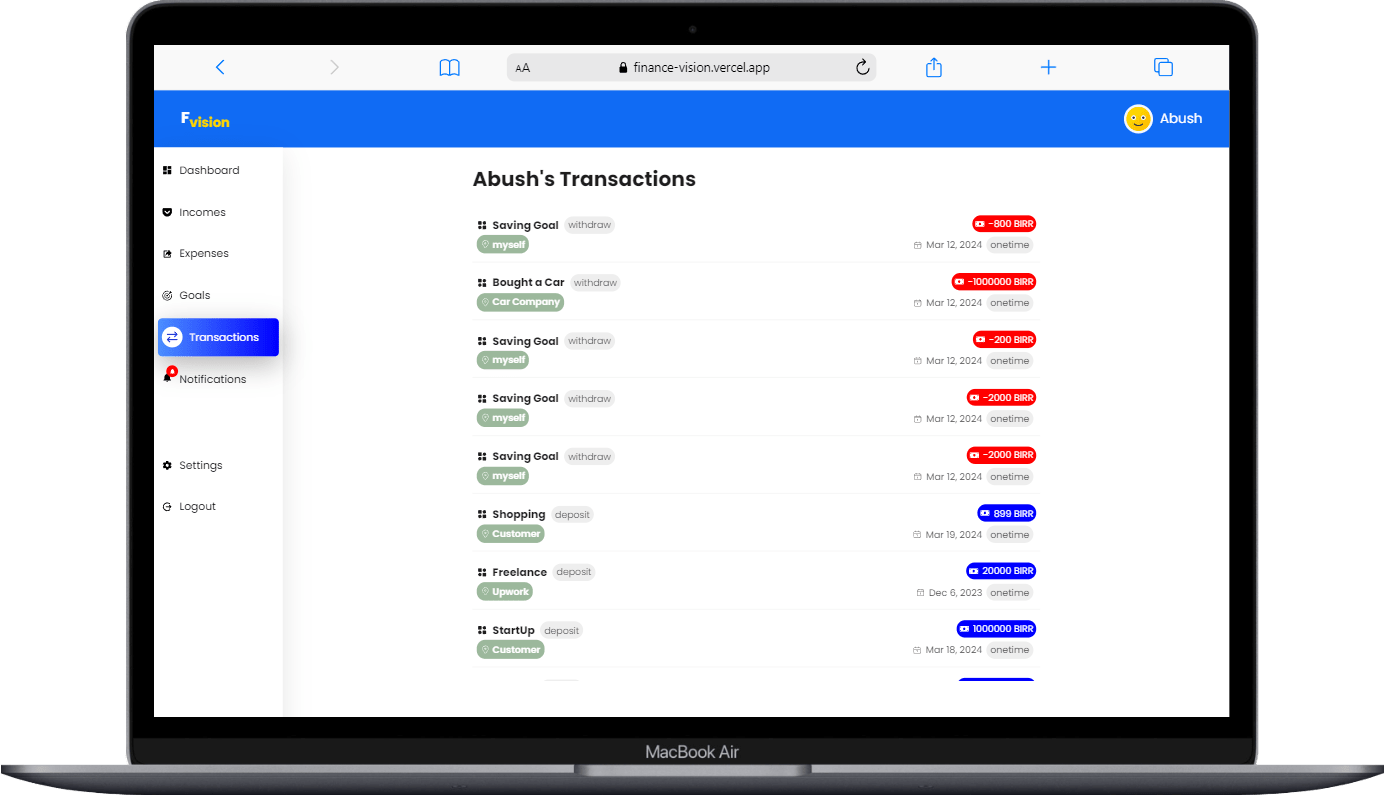 AA finance-vision.vercel.app
Fvision
Abush
Dashboard
Incomes
Expenses
Goals
Transactions
Notifications
Settings
Logout
Abush's Transactions
Saving Goal withdraw -800 BIRR
myself Mar 12, 2024 onetime
Bought a Car withdraw -1000000 BIRR
Car Company Mar 12, 2024 onetime
Saving Goal withdraw -200 BIRR
myself Mar 12, 2024 onetime
Saving Goal withdraw -2000 BIRR
myself Mar 12, 2024 onetime
Saving Goal withdraw -2000 BIRR
myself Mar 12, 2024 onetime
Shopping deposit 899 BIRR
Customer Mar 19, 2024 onetime
Freelance deposit 20000 BIRR
Upwork Dec 6, 2023 onetime
StartUp deposit 1000000 BIRR
Customer Mar 18, 2024 onetime
MacBook Air